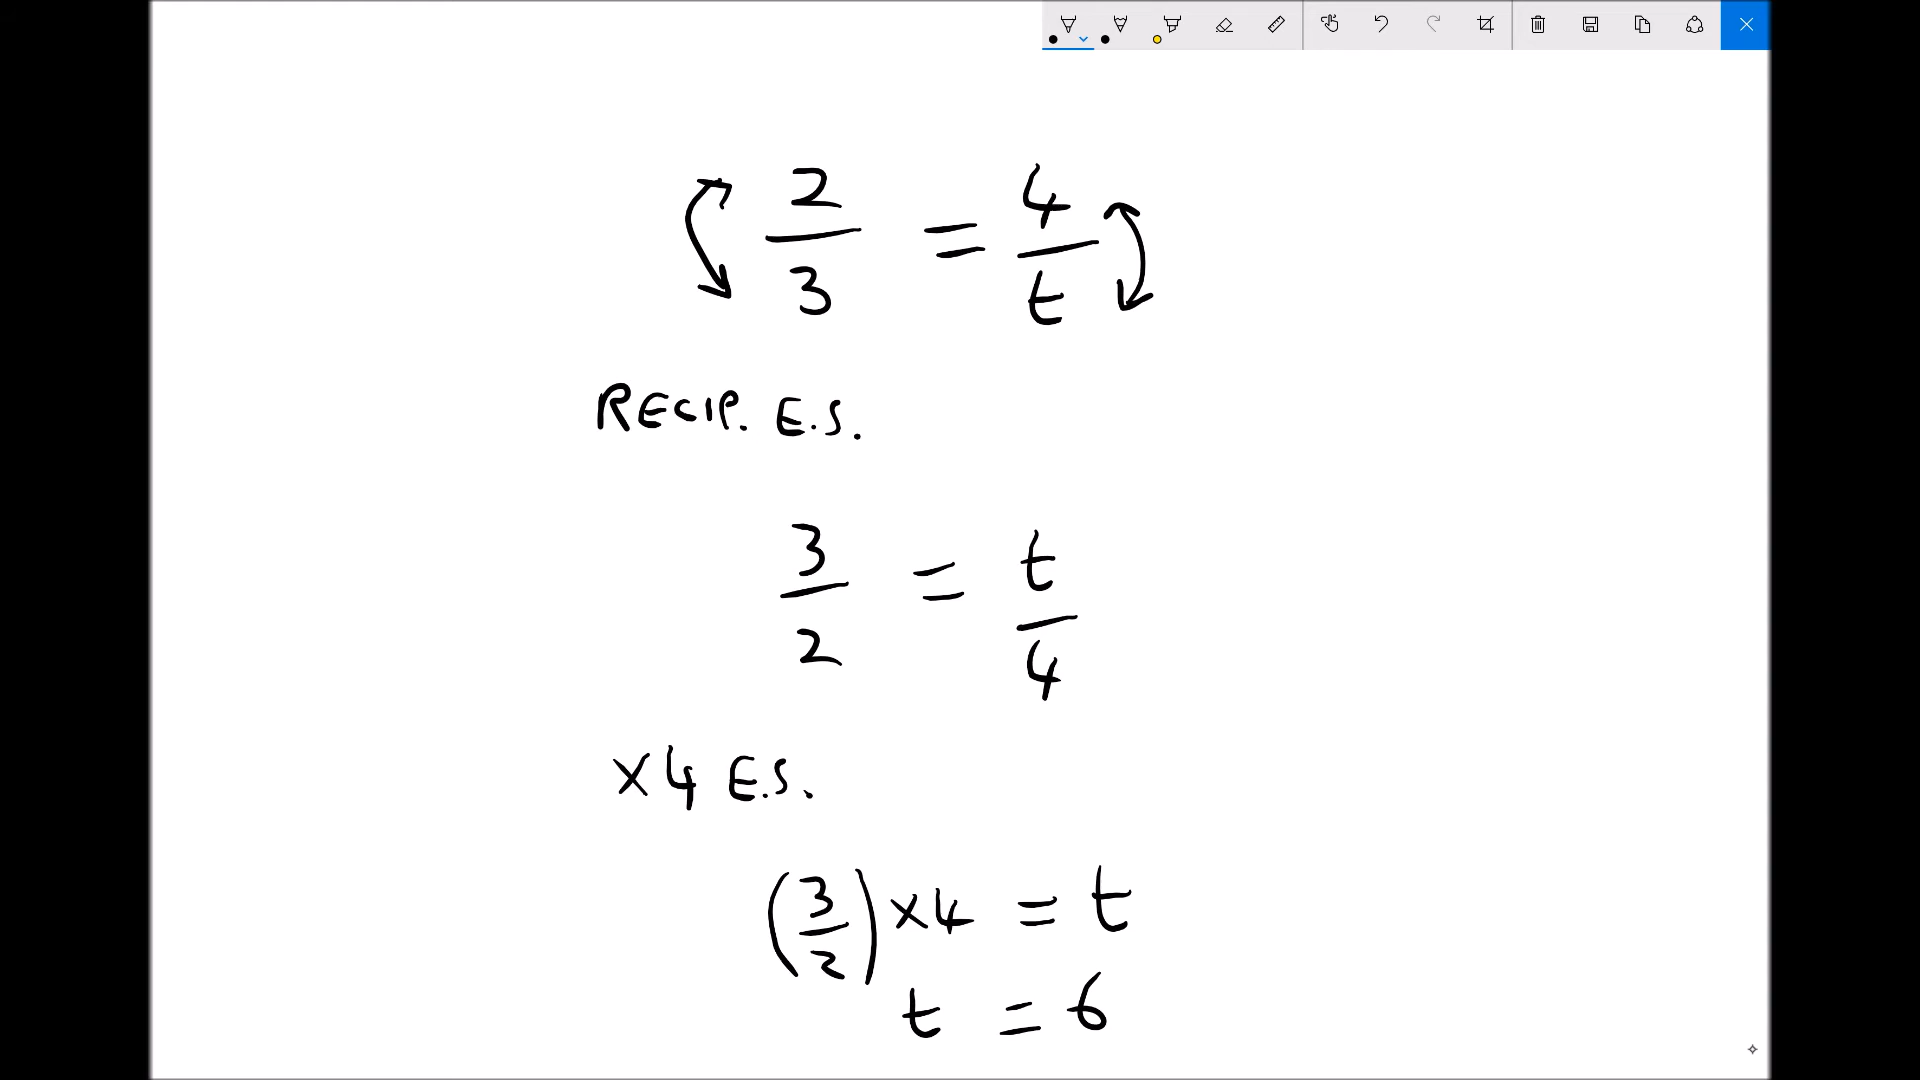 2/3 = 4/t
RECIP. E.S.
3/2 = t/4
×4 E.S.
(3/2) ×4 = t
t = 6